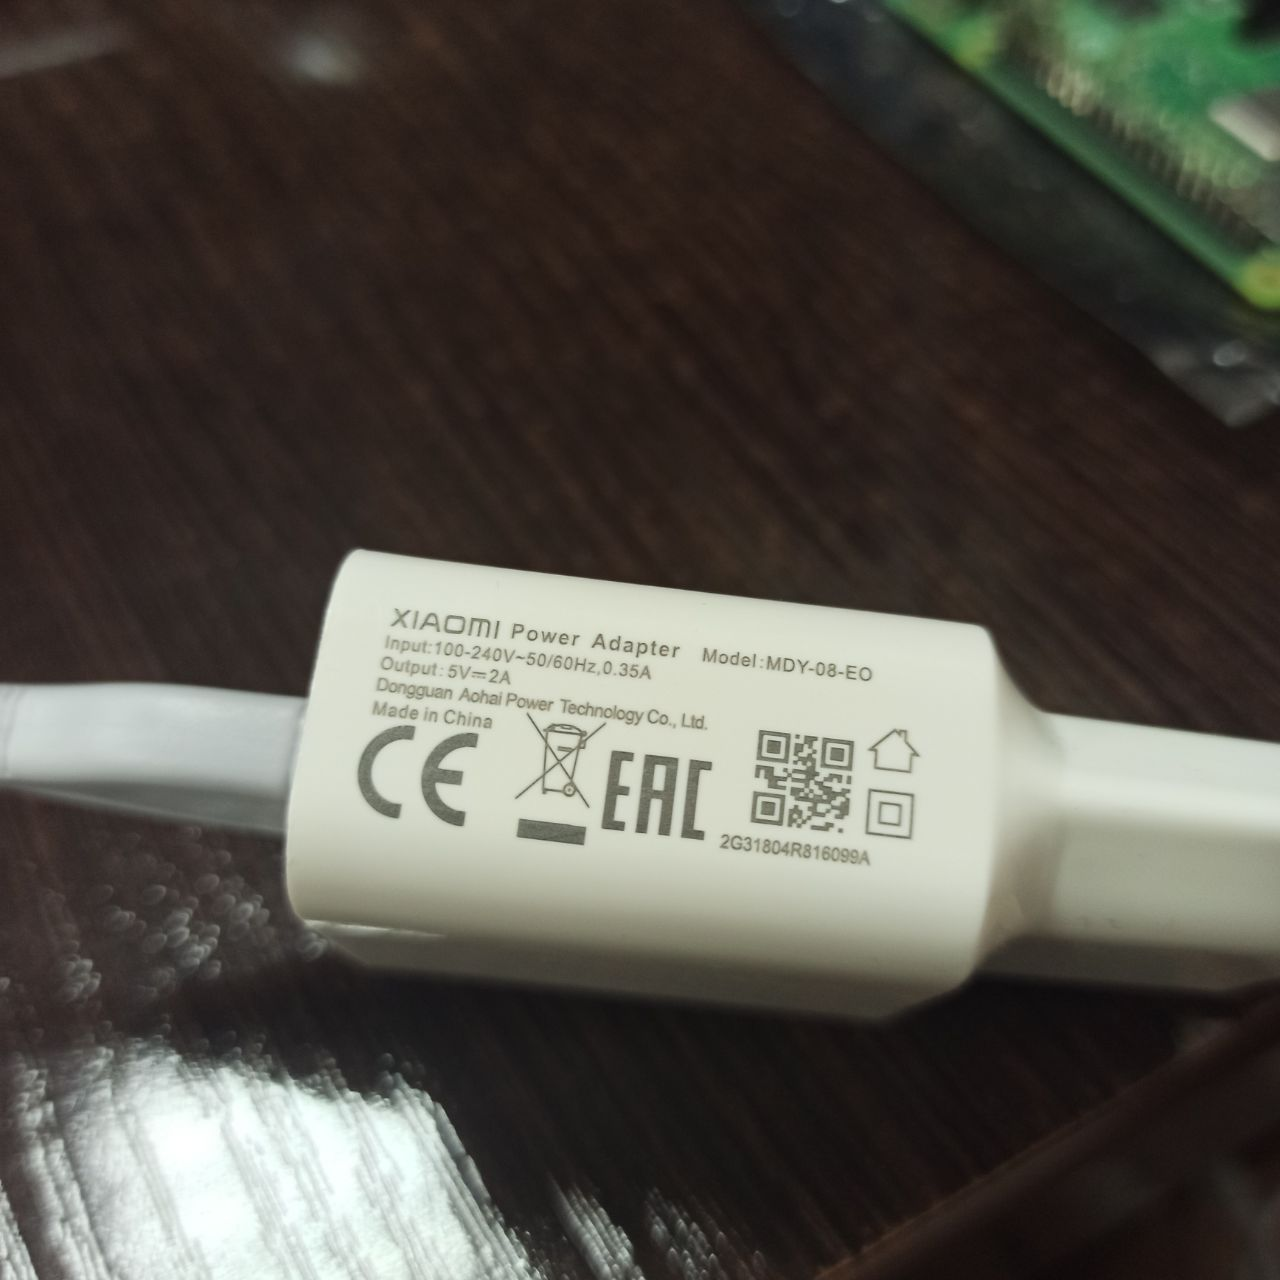 XIAOMI Power Adapter Model:MDY-08-EO
Input:100-240V~50/60Hz,0.35A
Output:5V⎓2A
Dongguan Aohai Power Technology Co., Ltd.
Made in China
CE EAC
2G31804R816099A